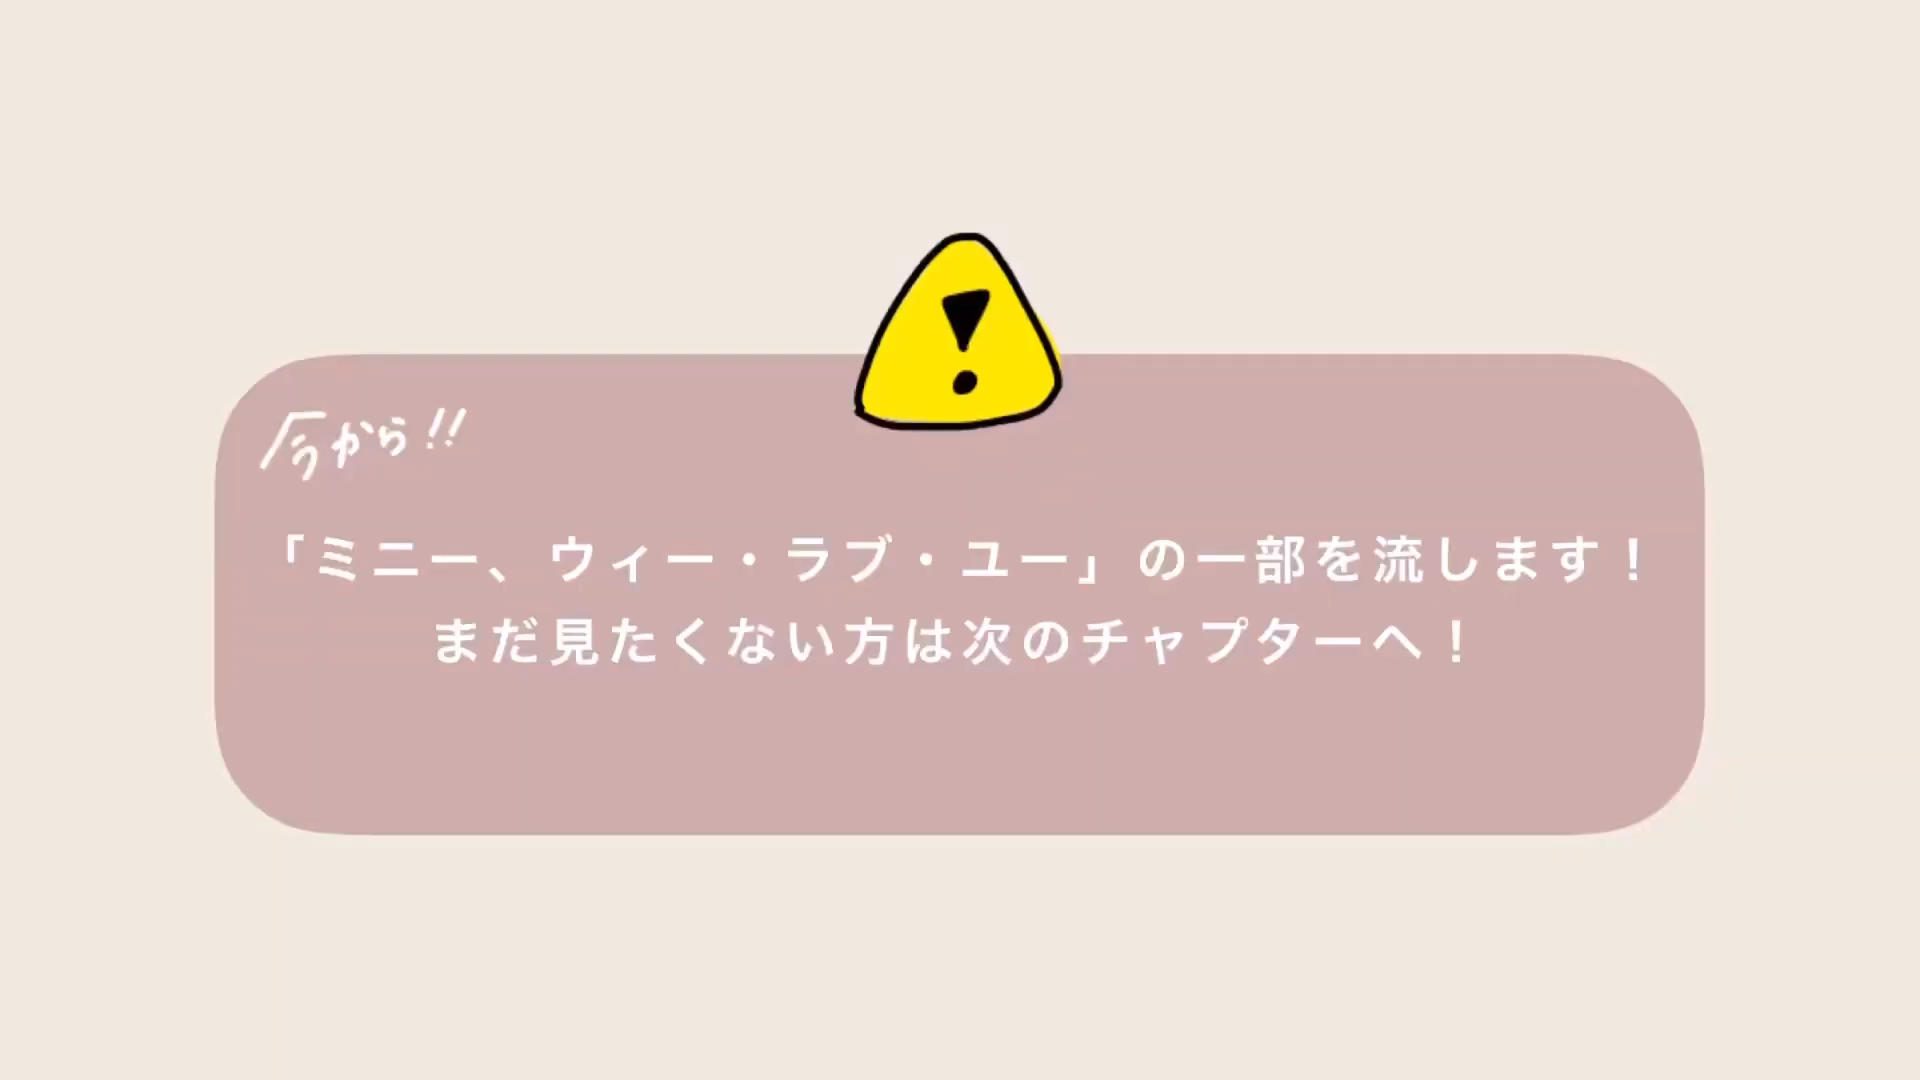 今から!!
「ミニー、ウィー・ラブ・ユー」の一部を流します！
まだ見たくない方は次のチャプターへ！